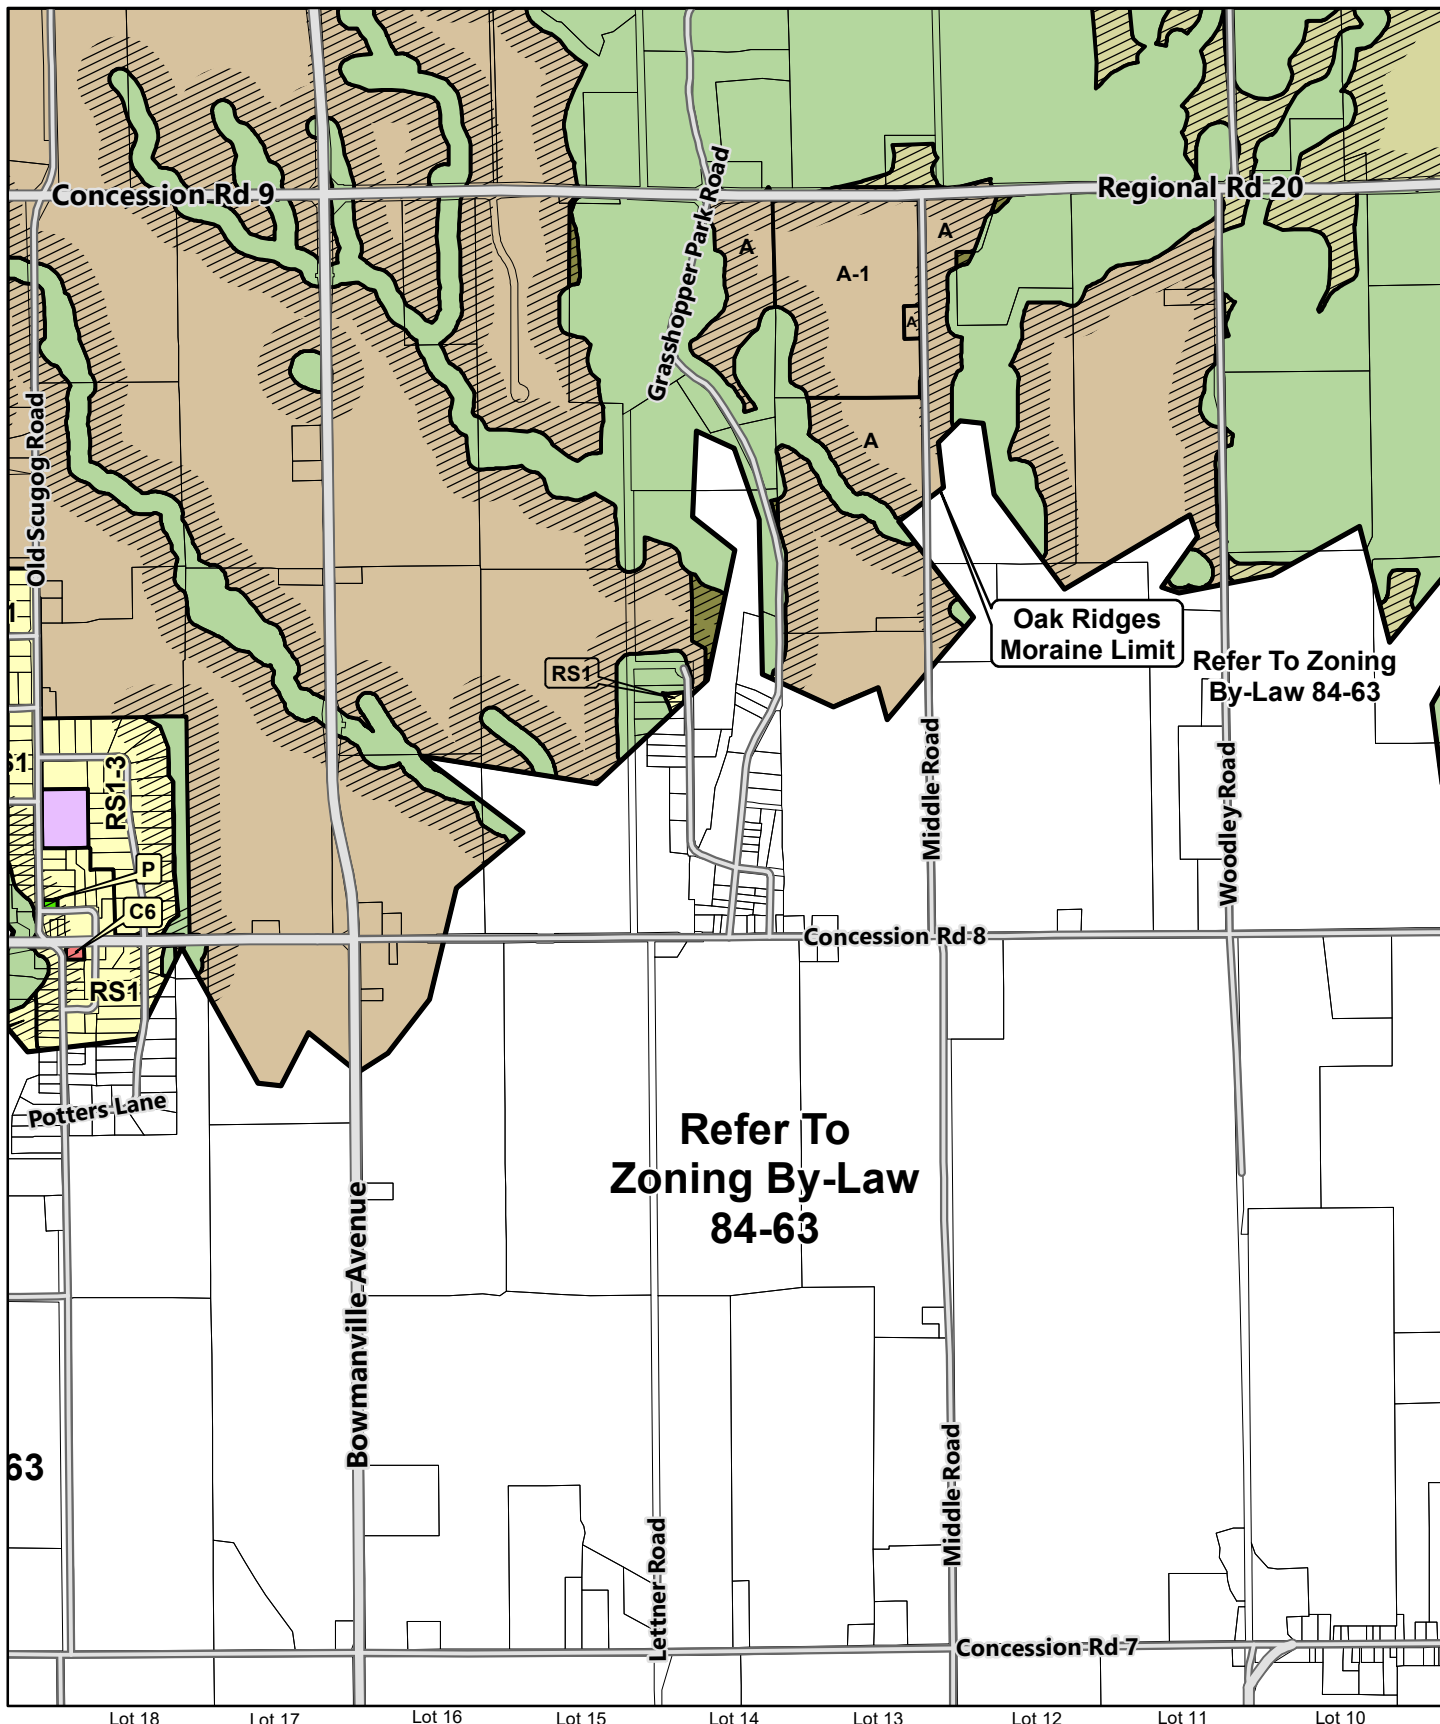 Concession Rd 9
Regional Rd 20
Grasshopper Park Road
A
A
A-1
A
A
Old Scugog Road
Oak Ridges
Moraine Limit
Refer To Zoning
By-Law 84-63
RS1
1
S1
RS1-3
P
C6
RS1
Middle Road
Woodley Road
Concession Rd 8
Potters Lane
Refer To
Zoning By-Law
84-63
Bowmanville Avenue
63
Lettner Road
Middle Road
Concession Rd 7
Lot 18
Lot 17
Lot 16
Lot 15
Lot 14
Lot 13
Lot 12
Lot 11
Lot 10